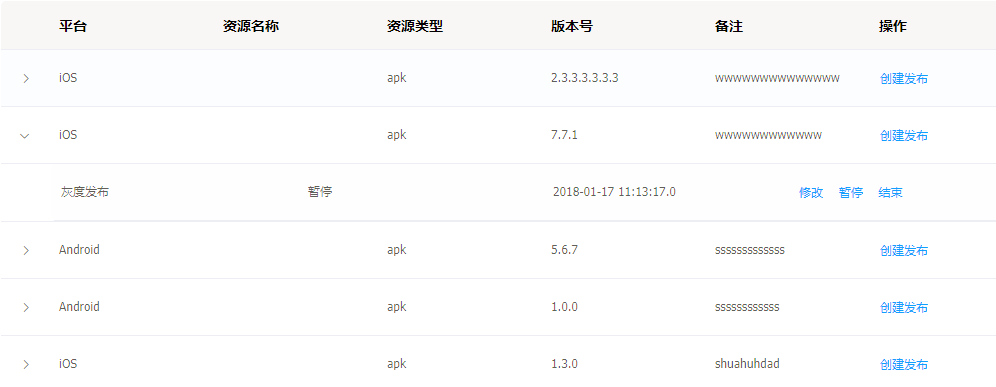 平台 资源名称 资源类型 版本号 备注 操作
iOS apk 2.3.3.3.3.3.3 wwwwwwwwwwwwww 创建发布
iOS apk 7.7.1 wwwwwwwwwwww 创建发布
灰度发布 暂停 2018-01-17 11:13:17.0 修改 暂停 结束
Android apk 5.6.7 sssssssssssss 创建发布
Android apk 1.0.0 ssssssssssss 创建发布
iOS apk 1.3.0 shuahuhdad 创建发布